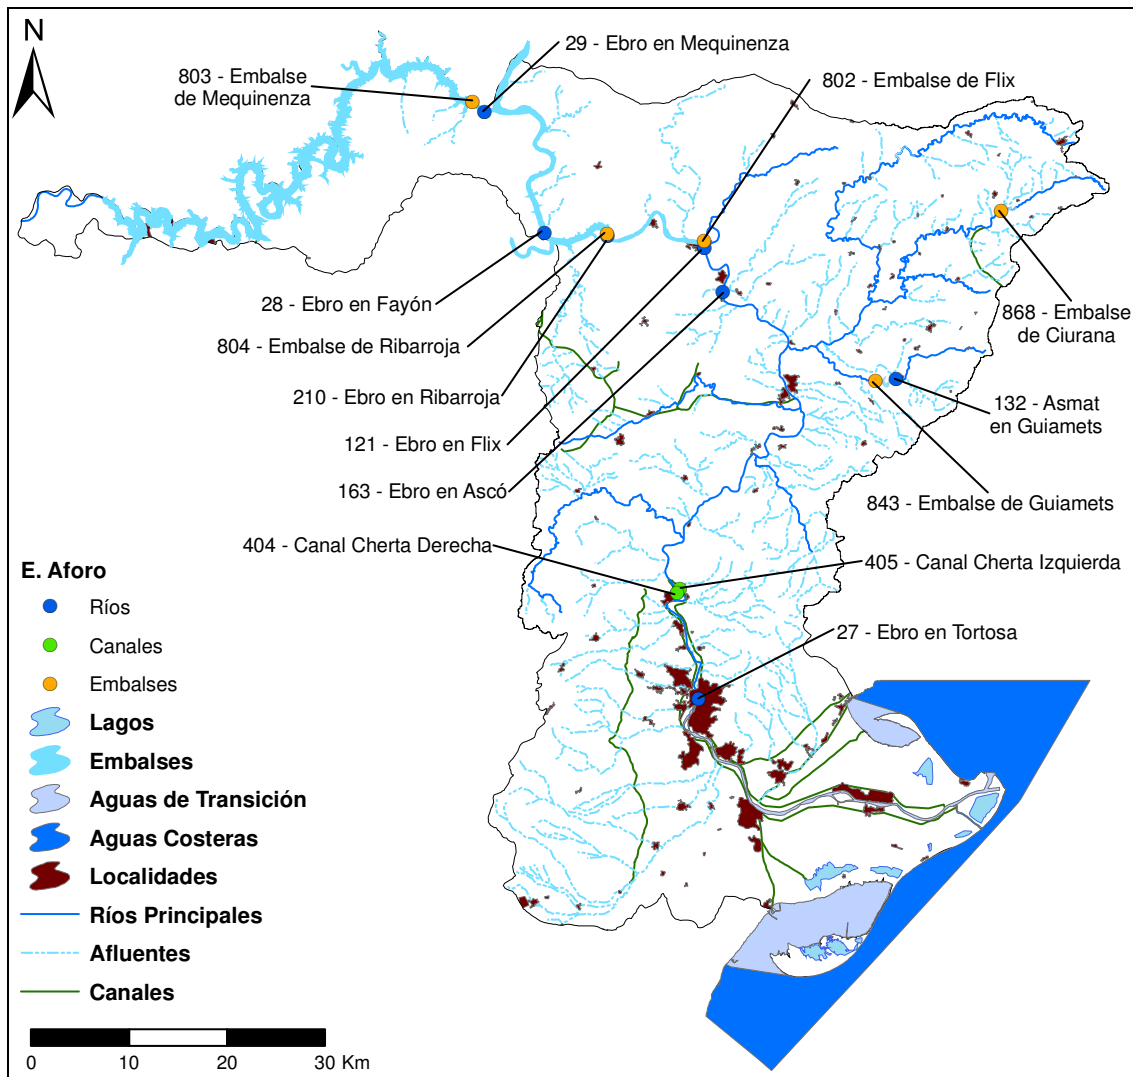 N
29 - Ebro en Mequinenza
803 - Embalse
de Mequinenza
802 - Embalse de Flix
28 - Ebro en Fayón
868 - Embalse
de Ciurana
804 - Embalse de Ribarroja
210 - Ebro en Ribarroja
132 - Asmat
en Guiamets
121 - Ebro en Flix
163 - Ebro en Ascó
843 - Embalse de Guiamets
404 - Canal Cherta Derecha
405 - Canal Cherta Izquierda
27 - Ebro en Tortosa
E. Aforo
Ríos
Canales
Embalses
Lagos
Embalses
Aguas de Transición
Aguas Costeras
Localidades
Ríos Principales
Afluentes
Canales
0 10 20 30 Km